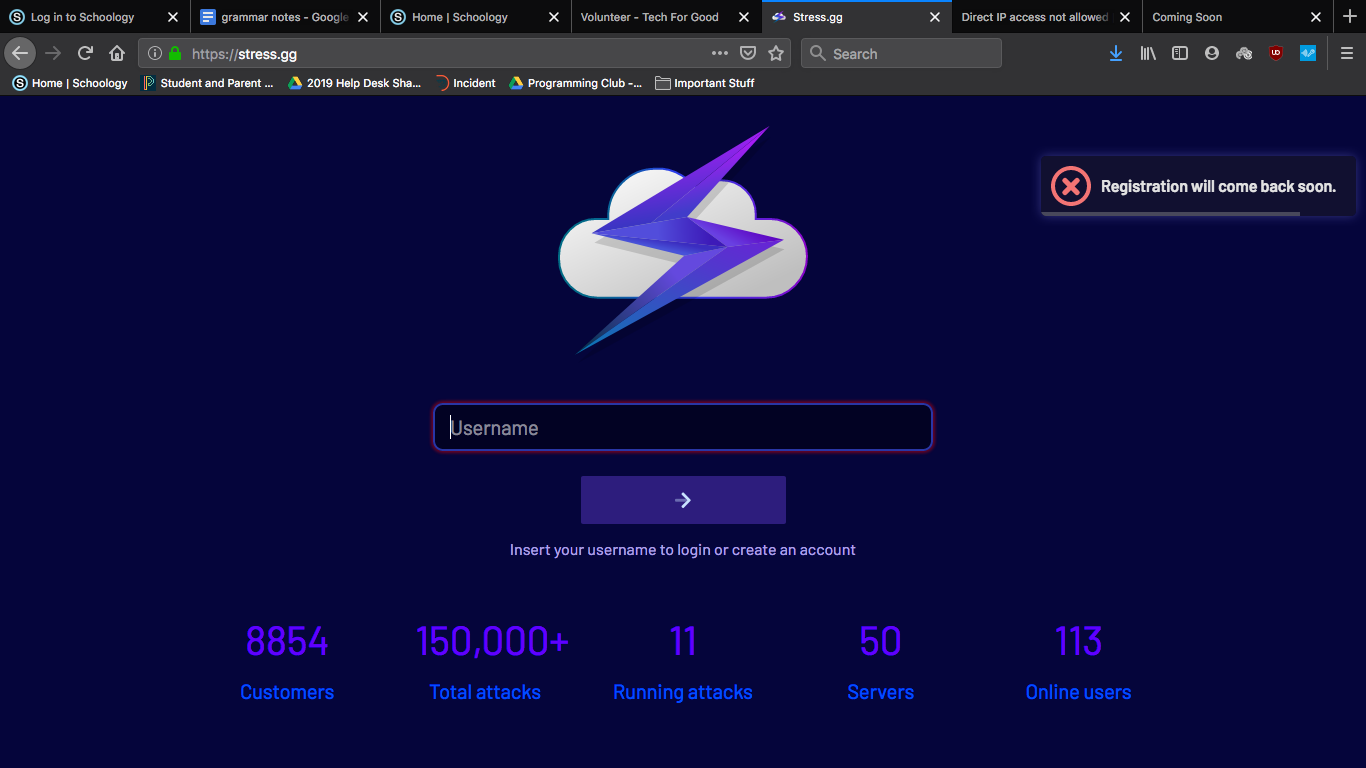 Log in to Schoology
grammar notes - Google
Home | Schoology
Volunteer - Tech For Good
Stress.gg
Direct IP access not allowed
Coming Soon
https://stress.gg
Search
Home | Schoology
Student and Parent ...
2019 Help Desk Sha...
Incident
Programming Club -...
Important Stuff
Registration will come back soon.
Username
Insert your username to login or create an account
8854
150,000+
11
50
113
Customers
Total attacks
Running attacks
Servers
Online users